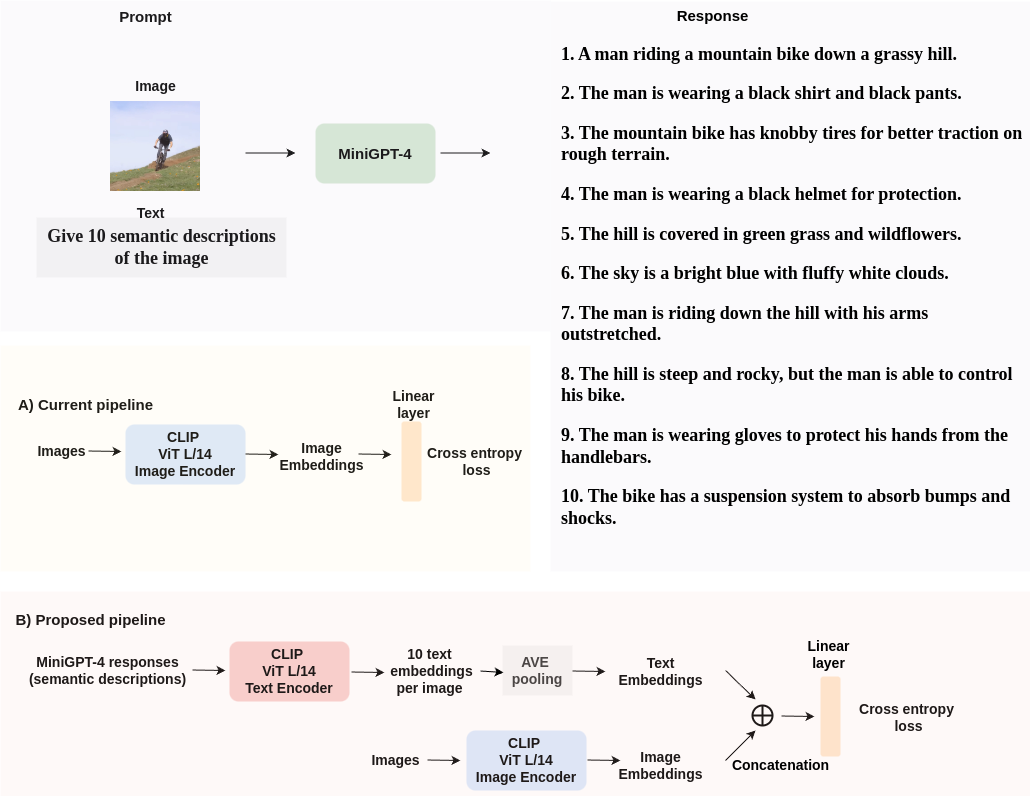 Prompt
Image
MiniGPT-4
Text
Give 10 semantic descriptions
of the image
Response
1. A man riding a mountain bike down a grassy hill.
2. The man is wearing a black shirt and black pants.
3. The mountain bike has knobby tires for better traction on
rough terrain.
4. The man is wearing a black helmet for protection.
5. The hill is covered in green grass and wildflowers.
6. The sky is a bright blue with fluffy white clouds.
7. The man is riding down the hill with his arms
outstretched.
8. The hill is steep and rocky, but the man is able to control
his bike.
9. The man is wearing gloves to protect his hands from the
handlebars.
10. The bike has a suspension system to absorb bumps and
shocks.
A) Current pipeline
Images
CLIP
ViT L/14
Image Encoder
Image
Embeddings
Linear
layer
Cross entropy
loss
B) Proposed pipeline
MiniGPT-4 responses
(semantic descriptions)
CLIP
ViT L/14
Text Encoder
10 text
embeddings
per image
AVE
pooling
Text
Embeddings
Images
CLIP
ViT L/14
Image Encoder
Image
Embeddings
Concatenation
Linear
layer
Cross entropy
loss